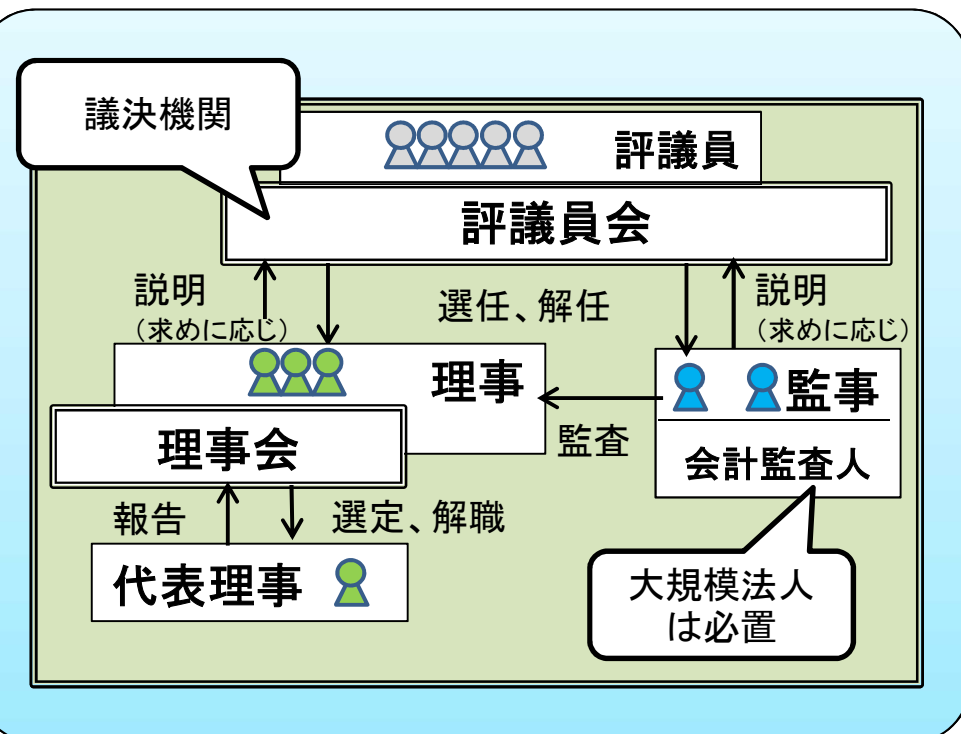 議決機関
評議員
評議員会
説明
（求めに応じ）
選任、解任
説明
（求めに応じ）
理事
監事
理事会
監査
会計監査人
報告
選定、解職
代表理事
大規模法人
は必置